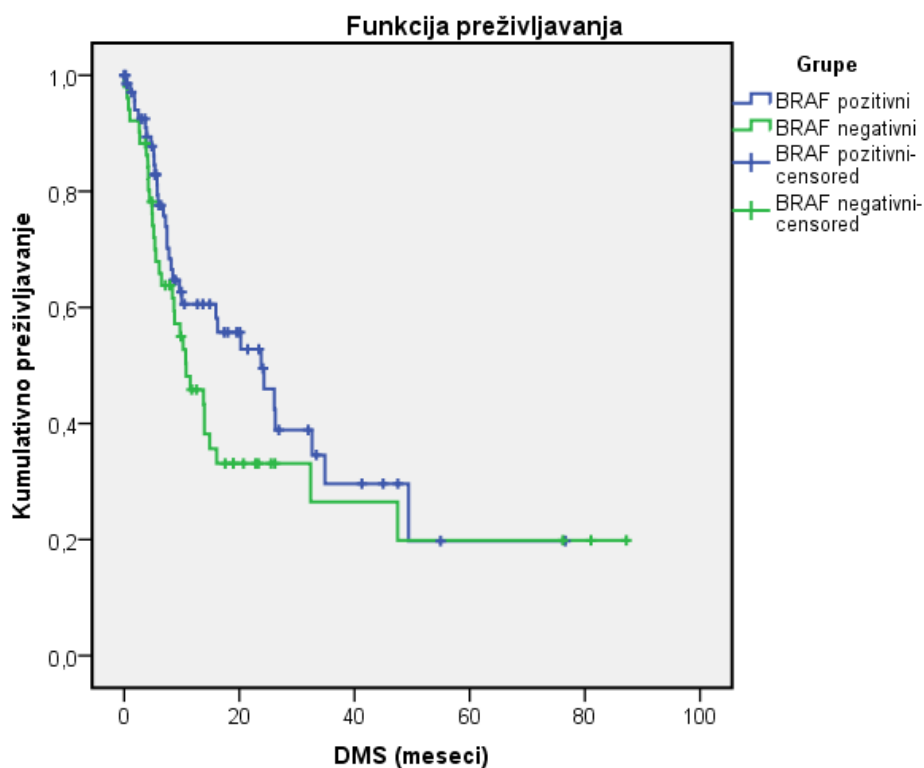 Funkcija preživljavanja
Grupe
BRAF pozitivni
BRAF negativni
BRAF pozitivni-
censored
BRAF negativni-
censored
Kumulativno preživljavanje
1,0
0,8
0,6
0,4
0,2
0,0
0 20 40 60 80 100
DMS (meseci)